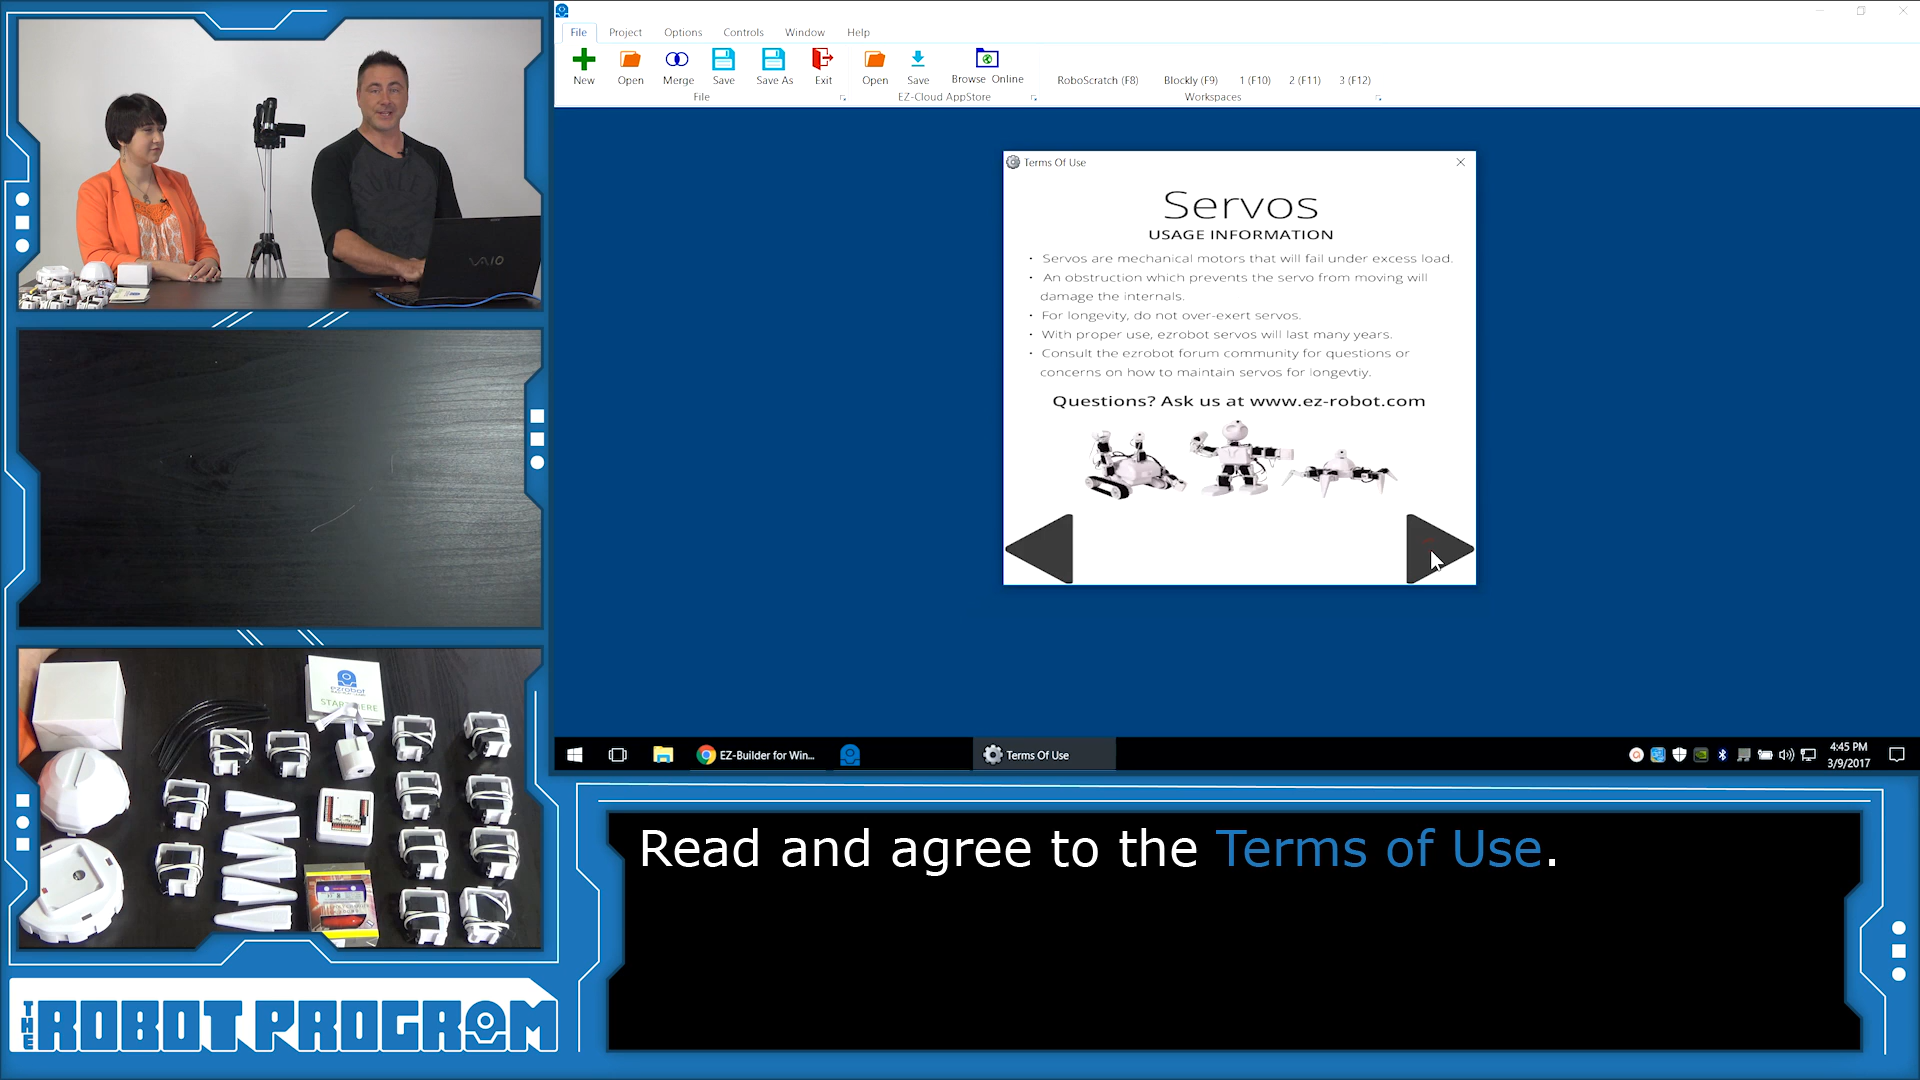 File Project Options Controls Window Help
New Open Merge Save Save As Exit Open Save Browse Online RoboScratch (F8) Blockly (F9) 1 (F10) 2 (F11) 3 (F12)
File EZ-Cloud AppStore Workspaces
Terms Of Use
Servos
USAGE INFORMATION
· Servos are mechanical motors that will fail under excess load.
· An obstruction which prevents the servo from moving will
damage the internals.
· For longevity, do not over-exert servos.
· With proper use, ezrobot servos will last many years.
· Consult the ezrobot forum community for questions or
concerns on how to maintain servos for longevtiy.
Questions? Ask us at www.ez-robot.com
VAIO
ezrobot
START HERE
EZ-Builder for Win... Terms Of Use
4:45 PM
3/9/2017
Read and agree to the Terms of Use.
THE ROBOT PROGRAM